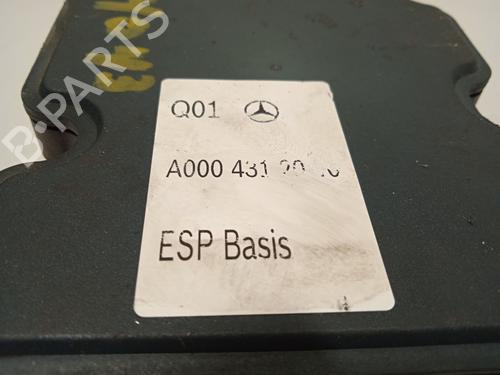 B-PARTS
Q01
A000 431
ESP Basis